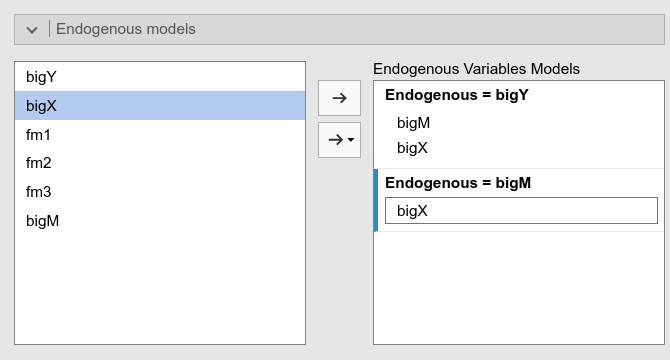 Endogenous models
bigY
bigX
fm1
fm2
fm3
bigM
Endogenous Variables Models
Endogenous = bigY
bigM
bigX
Endogenous = bigM
bigX